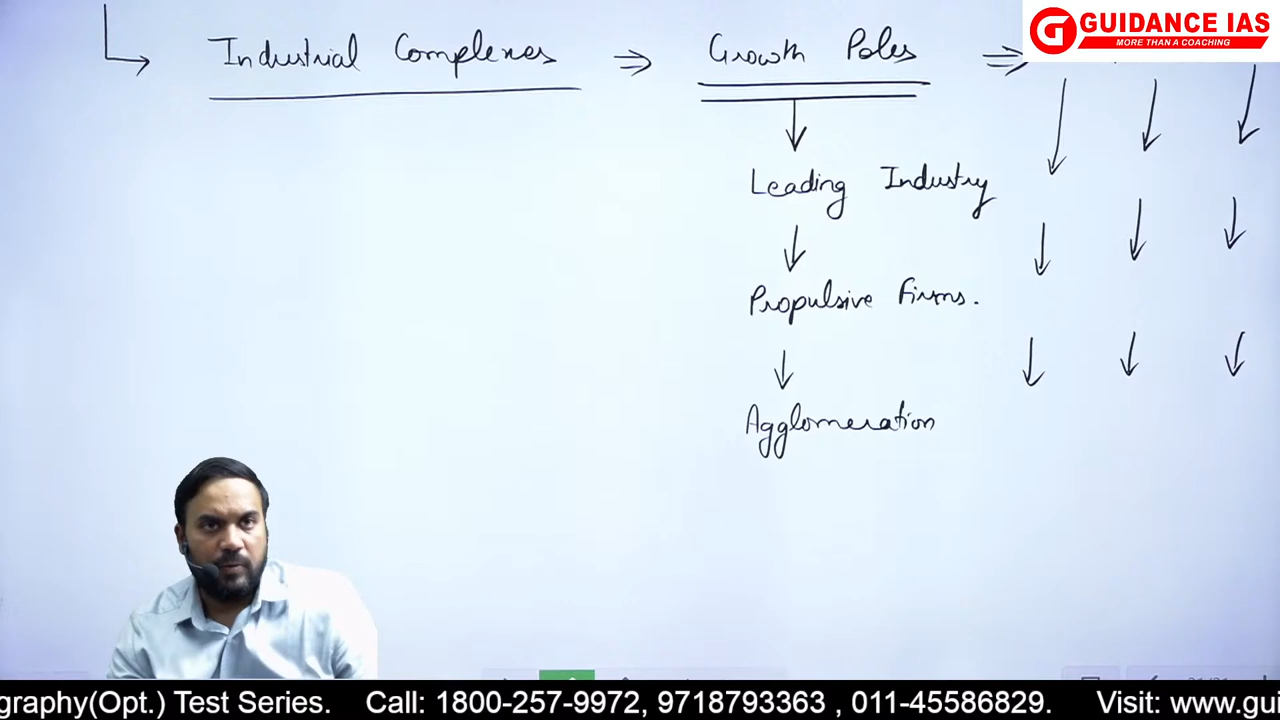 Industrial Complexes ⇒ Growth Poles ⇒
GUIDANCE IAS
MORE THAN A COACHING
Leading Industry
Propulsive Firms.
Agglomeration
ography(Opt.) Test Series. Call: 1800-257-9972, 9718793363 , 011-45586829. Visit: www.gui